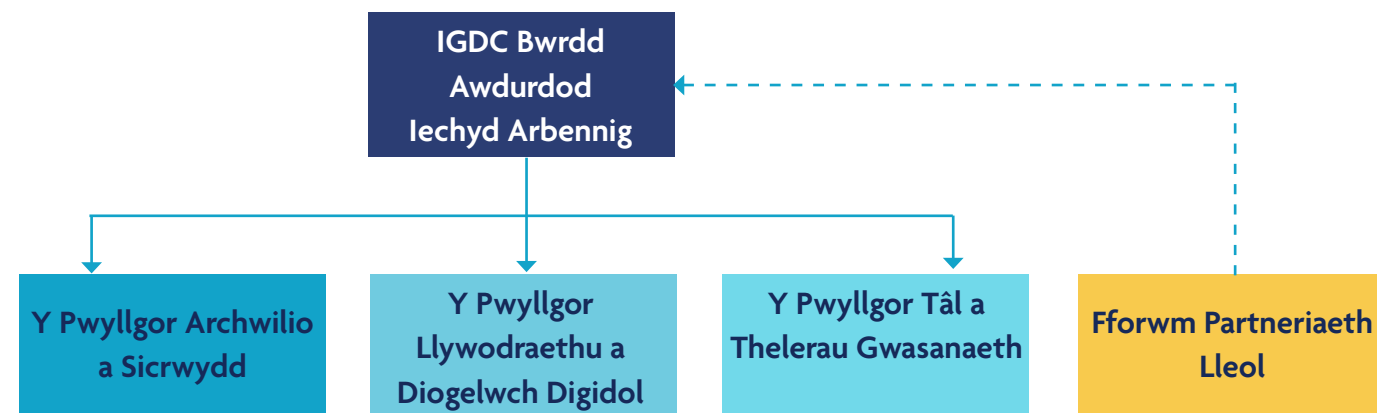 IGDC Bwrdd
Awdurdod
Iechyd Arbennig
Y Pwyllgor Archwilio
a Sicrwydd
Y Pwyllgor
Llywodraethu a
Diogelwch Digidol
Y Pwyllgor Tâl a
Thelerau Gwasanaeth
Fforwm Partneriaeth
Lleol